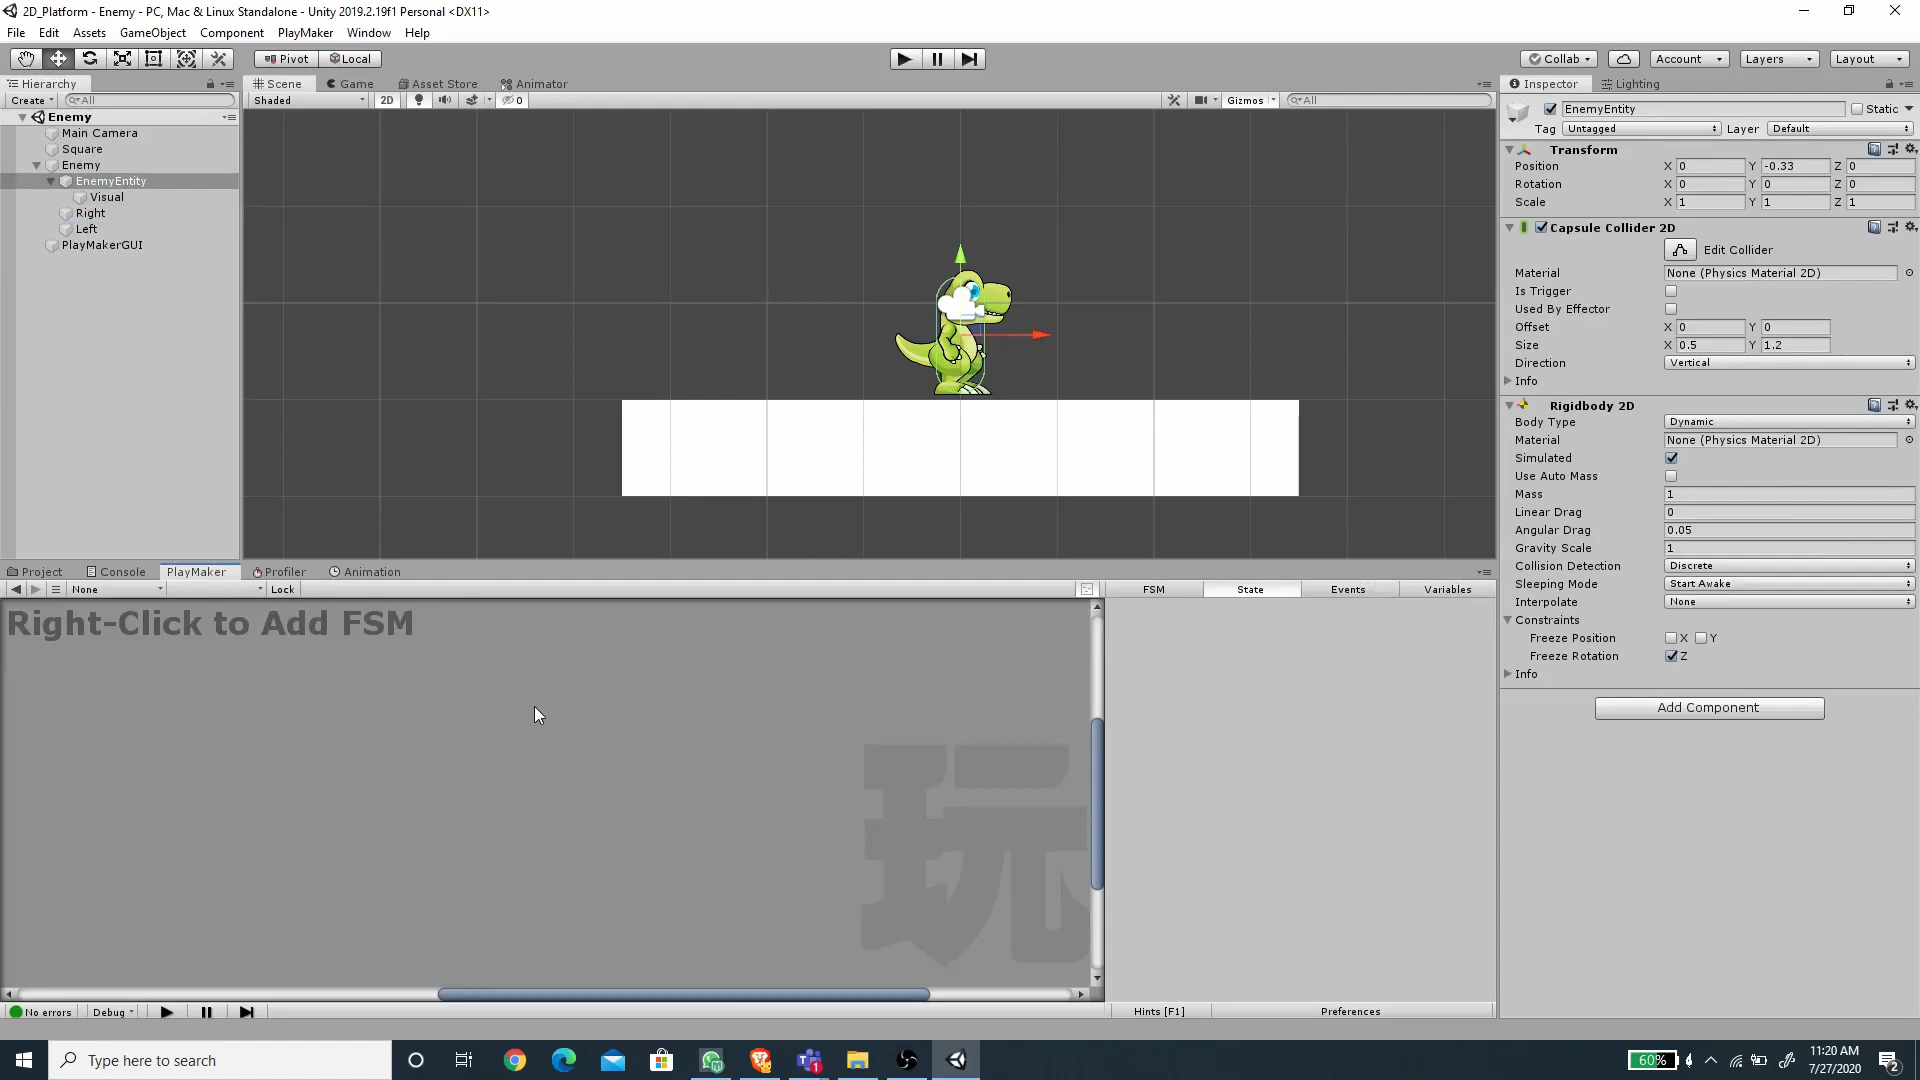 2D_Platform - Enemy - PC, Mac & Linux Standalone - Unity 2019.2.19f1 Personal <DX11>
File Edit Assets GameObject Component PlayMaker Window Help
Pivot Local Collab Account Layers Layout
Hierarchy Scene Game Asset Store Animator Inspector Lighting
Create All Shaded 2D 0 Gizmos All
Enemy
Main Camera
Square
Enemy
EnemyEntity
Visual
Right
Left
PlayMakerGUI
EnemyEntity Static
Tag Untagged Layer Default
Transform
Position X 0 Y -0.33 Z 0
Rotation X 0 Y 0 Z 0
Scale X 1 Y 1 Z 1
Capsule Collider 2D
Edit Collider
Material None (Physics Material 2D)
Is Trigger
Used By Effector
Offset X 0 Y 0
Size X 0.5 Y 1.2
Direction Vertical
Info
Rigidbody 2D
Body Type Dynamic
Material None (Physics Material 2D)
Simulated
Use Auto Mass
Mass 1
Linear Drag 0
Angular Drag 0.05
Gravity Scale 1
Collision Detection Discrete
Sleeping Mode Start Awake
Interpolate None
Constraints
Freeze Position X Y
Freeze Rotation Z
Info
Add Component
Project Console PlayMaker Profiler Animation
None Lock FSM State Events Variables
Right-Click to Add FSM
玩
No errors Debug Hints [F1] Preferences
Type here to search 1 60% 11:20 AM
7/27/2020 2